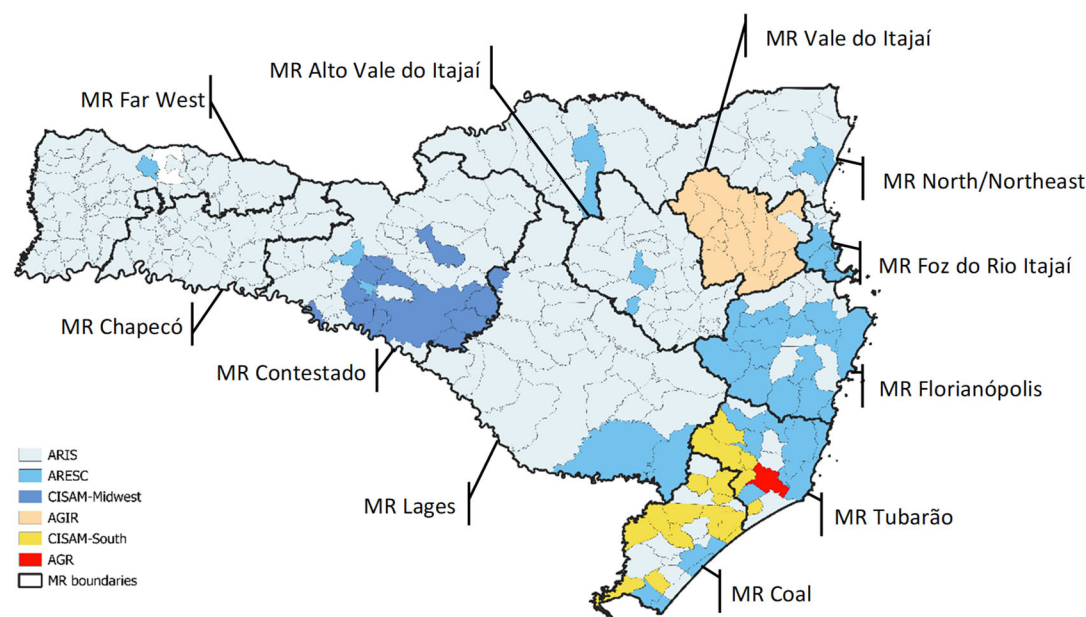 MR Vale do Itajaí
MR Alto Vale do Itajaí
MR Far West
MR North/Northeast
MR Foz do Rio Itajaí
MR Chapecó
MR Contestado
MR Florianópolis
MR Lages
MR Tubarão
MR Coal
ARIS
ARESC
CISAM-Midwest
AGIR
CISAM-South
AGR
MR boundaries